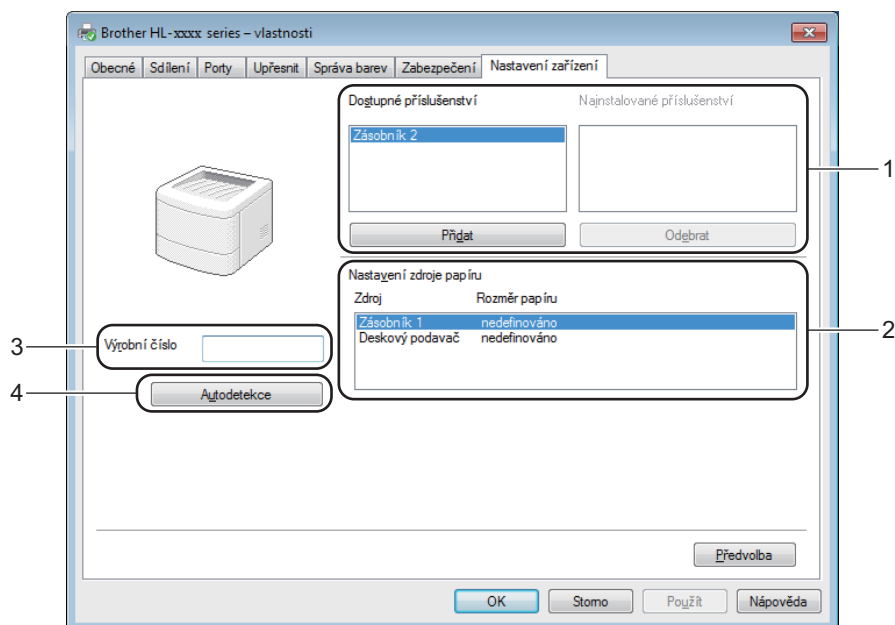 Brother HL-xxxx series – vlastnosti
Obecné Sdílení Porty Upřesnit Správa barev Zabezpečení Nastavení zařízení
Dostupné příslušenství Najnstalované příslušenství
Zásobník 2
1
Přidat Odebrat
Nastavení zdroje papíru
Zdroj Rozměr papíru
Zásobník 1 nedefinováno
Deskový podavač nedefinováno
2
3 Výrobní číslo
4 Autodetekce
Předvolba
OK Storno Použít Nápověda